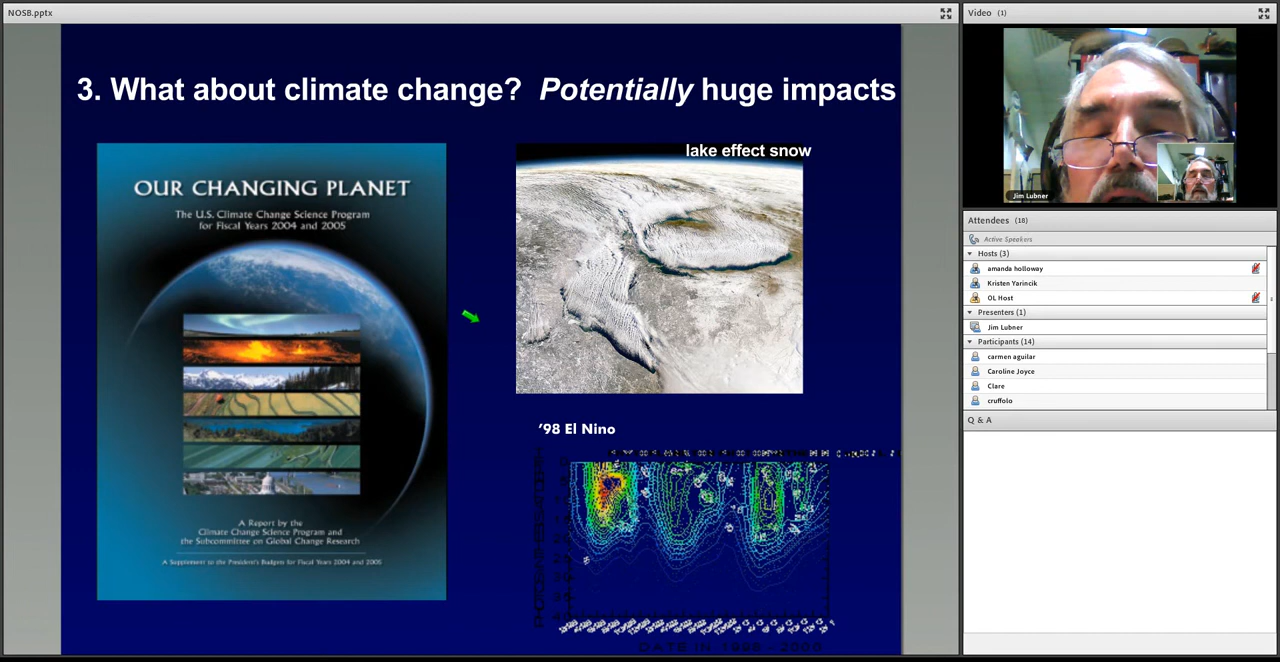 NOSB.pptx
3. What about climate change? Potentially huge impacts
OUR CHANGING PLANET
The U.S. Climate Change Science Program
for Fiscal Years 2004 and 2005
A Report by the
Climate Change Science Program and
the Subcommittee on Global Change Research
A Supplement to the President's Budgets for Fiscal Years 2004 and 2005
lake effect snow
'98 El Nino
DATE IN 1998 -2000
Video (1)
Jim Lubner
Attendees (18)
Active Speakers
Hosts (3)
amanda holloway
Kristen Yarincik
OL Host
Presenters (1)
Jim Lubner
Participants (14)
carmen aguilar
Caroline Joyce
Clare
cruffolo
Q & A